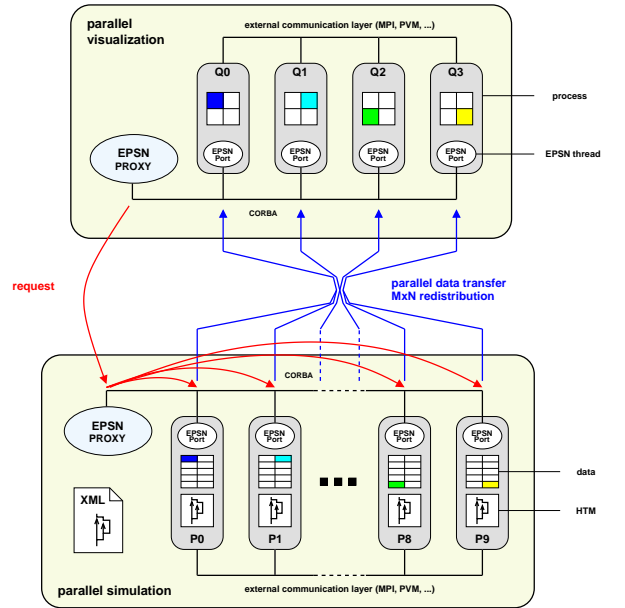 parallel
visualization
external communication layer (MPI, PVM, ...)
Q0
Q1
Q2
Q3
process
EPSN
PROXY
EPSN
Port
EPSN
Port
EPSN
Port
EPSN
Port
EPSN thread
CORBA
request
parallel data transfer
MxN redistribution
CORBA
EPSN
PROXY
EPSN
Port
EPSN
Port
EPSN
Port
EPSN
Port
data
XML
HTM
P0
P1
P8
P9
parallel simulation
external communication layer (MPI, PVM, ...)